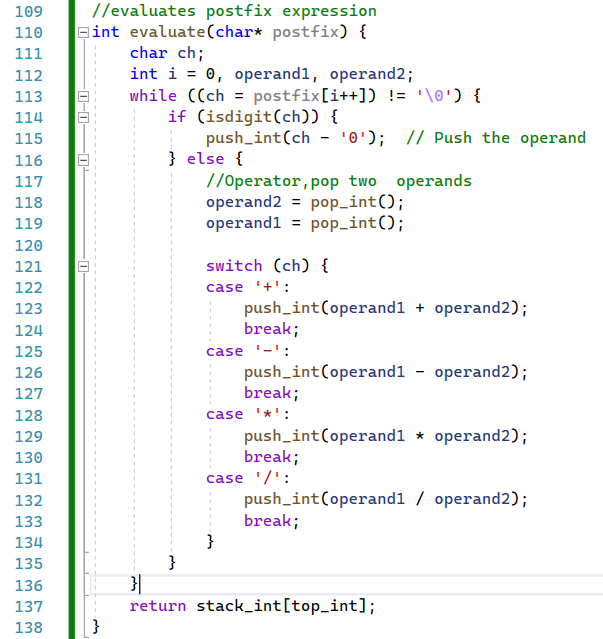 109 //evaluates postfix expression
110 int evaluate(char* postfix) {
111     char ch;
112     int i = 0, operand1, operand2;
113     while ((ch = postfix[i++]) != '\0') {
114         if (isdigit(ch)) {
115             push_int(ch - '0');  // Push the operand
116         } else {
117             //Operator,pop two  operands
118             operand2 = pop_int();
119             operand1 = pop_int();
120
121             switch (ch) {
122             case '+':
123                 push_int(operand1 + operand2);
124                 break;
125             case '-':
126                 push_int(operand1 - operand2);
127                 break;
128             case '*':
129                 push_int(operand1 * operand2);
130                 break;
131             case '/':
132                 push_int(operand1 / operand2);
133                 break;
134             }
135         }
136     }
137     return stack_int[top_int];
138 }